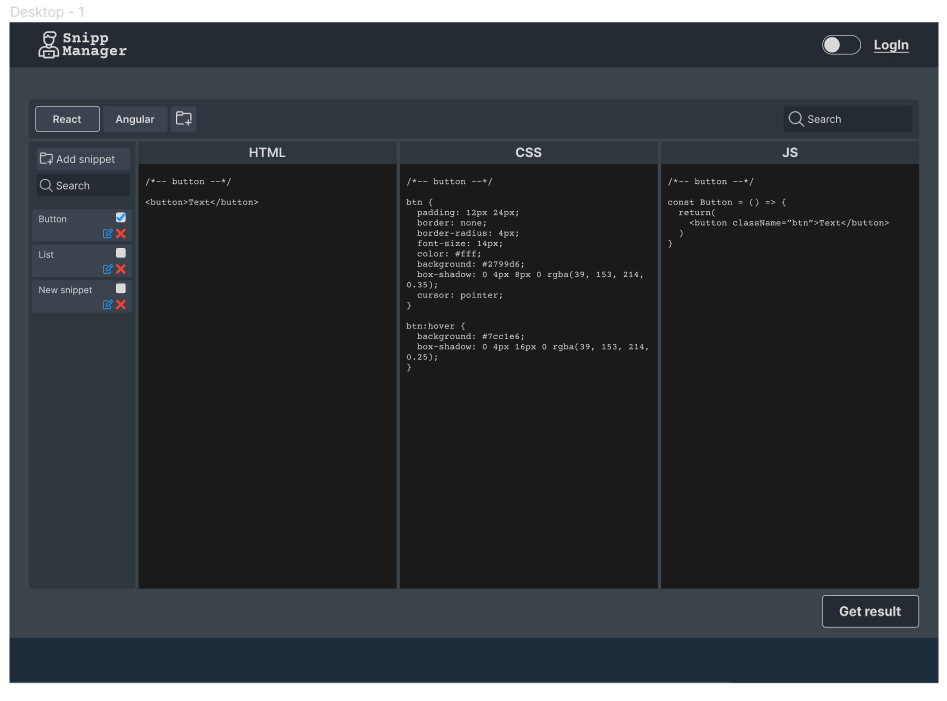 Desktop - 1
Snipp
Manager
LogIn
React
Angular
Search
Add snippet
Search
Button
List
New snippet
HTML
/*-- button --*/
<button>Text</button>
CSS
/*-- button --*/
btn {
padding: 12px 24px;
border: none;
border-radius: 4px;
font-size: 14px;
color: #fff;
background: #2799d6;
box-shadow: 0 4px 8px 0 rgba(39, 153, 214,
0.35);
cursor: pointer;
}
btn:hover {
background: #7cc1e6;
box-shadow: 0 4px 16px 0 rgba(39, 153, 214,
0.25);
}
JS
/*-- button --*/
const Button = () => {
return(
<button className=”btn”>Text</button>
)
}
Get result